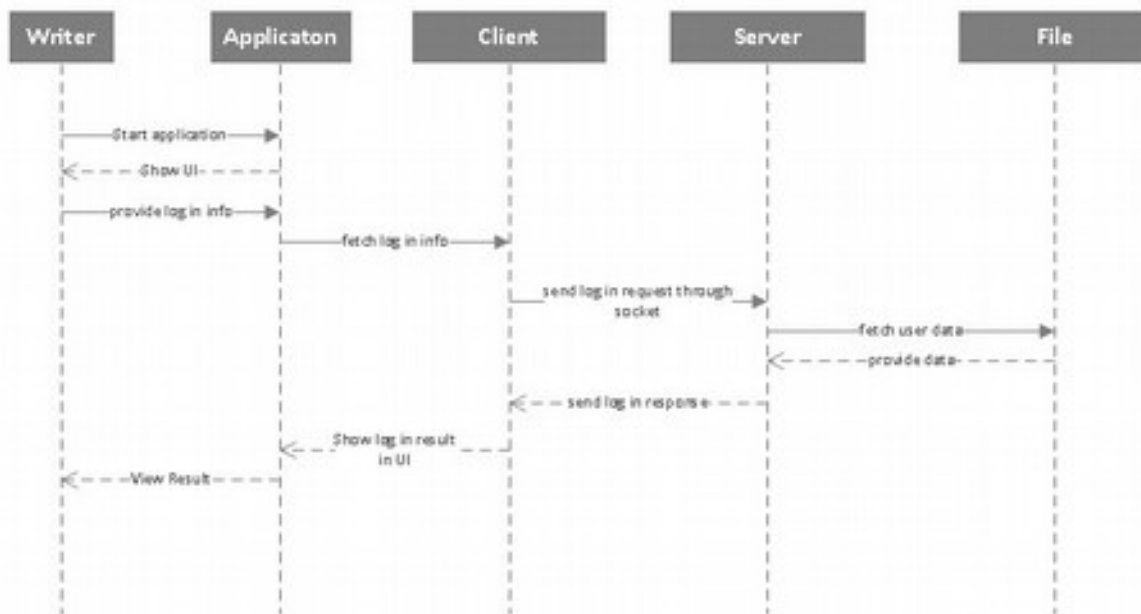 Writer
Applicaton
Client
Server
File
Start application
Show UI
provide log in info
fetch log in info
send log in request through
socket
fetch user data
provide data
send log in response
Show log in result
in UI
View Result